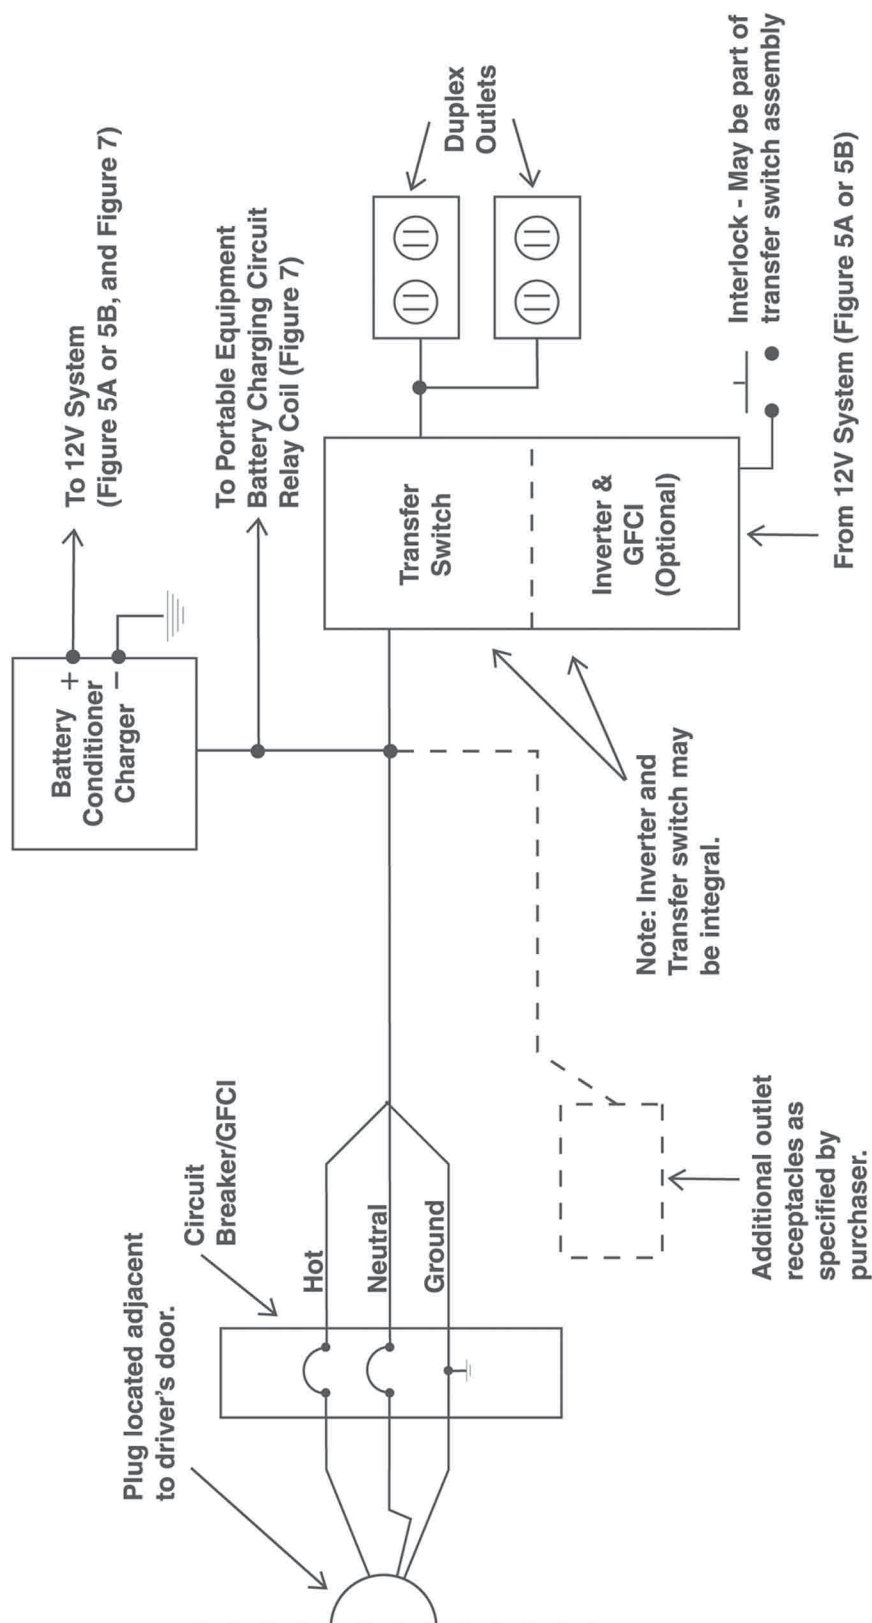 Plug located adjacent
to driver's door.
Circuit
Breaker/GFCI
Hot
Neutral
Ground
Battery +
Conditioner
Charger –
To 12V System
(Figure 5A or 5B, and Figure 7)
To Portable Equipment
Battery Charging Circuit
Relay Coil (Figure 7)
Transfer
Switch
Inverter &
GFCI
(Optional)
Duplex
Outlets
Interlock - May be part of
transfer switch assembly
From 12V System (Figure 5A or 5B)
Note: Inverter and
Transfer switch may
be integral.
Additional outlet
receptacles as
specified by
purchaser.